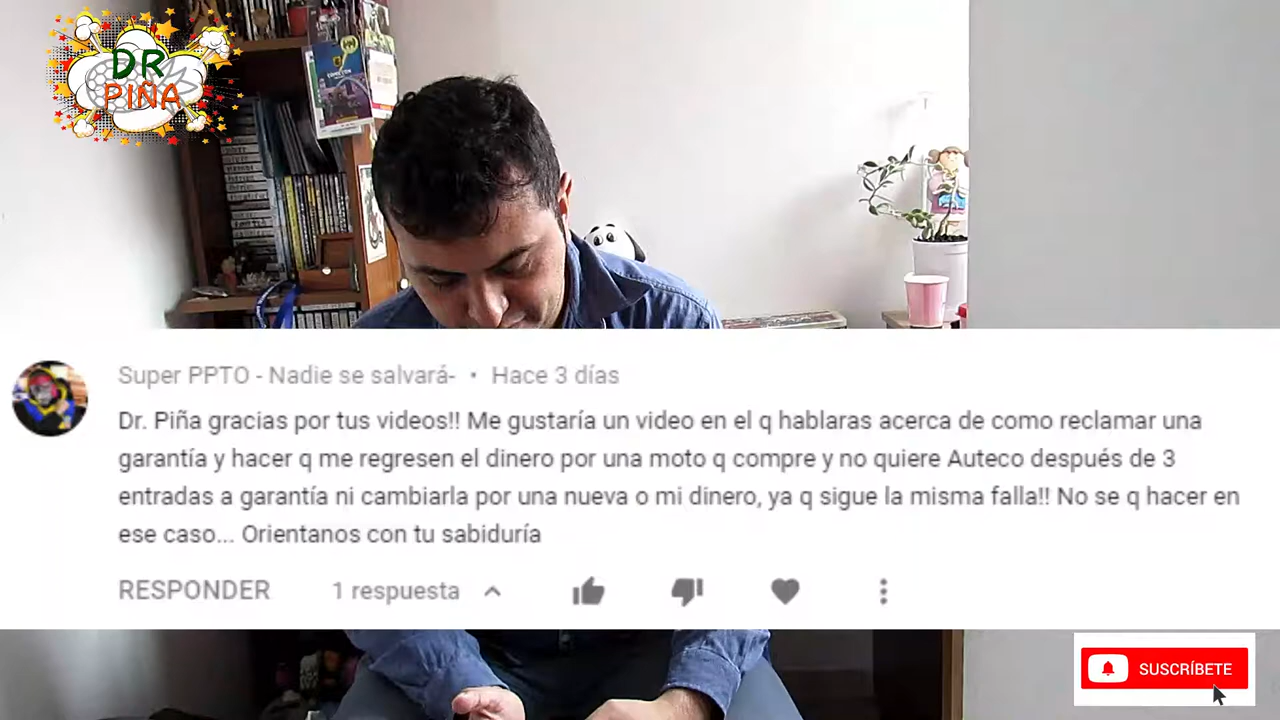 DR
PIÑA
Super PPTO - Nadie se salvará- • Hace 3 días
Dr. Piña gracias por tus videos!! Me gustaría un video en el q hablaras acerca de como reclamar una
garantía y hacer q me regresen el dinero por una moto q compre y no quiere Auteco después de 3
entradas a garantía ni cambiarla por una nueva o mi dinero, ya q sigue la misma falla!! No se q hacer en
ese caso... Orientanos con tu sabiduría
RESPONDER 1 respuesta
SUSCRÍBETE